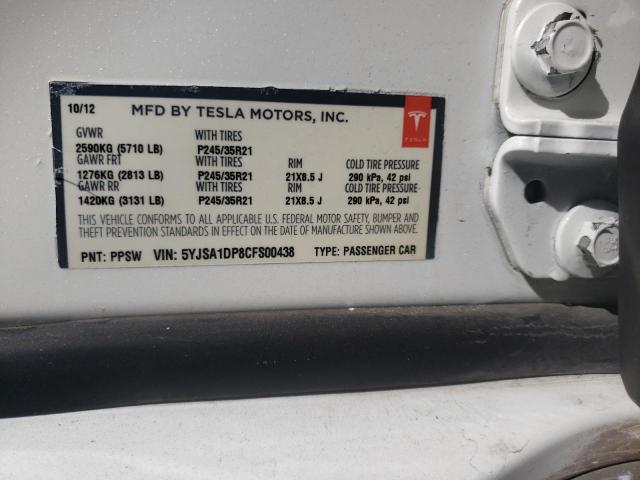 10/12 MFD BY TESLA MOTORS, INC.
TESLA
GVWR WITH TIRES
2590KG (5710 LB) P245/35R21
GAWR FRT WITH TIRES RIM COLD TIRE PRESSURE
1276KG (2813 LB) P245/35R21 21X8.5 J 290 kPa, 42 psi
GAWR RR WITH TIRES RIM COLD TIRE PRESSURE
1420KG (3131 LB) P245/35R21 21X8.5 J 290 kPa, 42 psi
THIS VEHICLE CONFORMS TO ALL APPLICABLE U.S. FEDERAL MOTOR SAFETY, BUMPER AND
THEFT PREVENTION STANDARDS IN EFFECT ON THE DATE OF MANUFACTURE SHOWN ABOVE.
PNT: PPSW VIN: 5YJSA1DP8CFS00438 TYPE: PASSENGER CAR